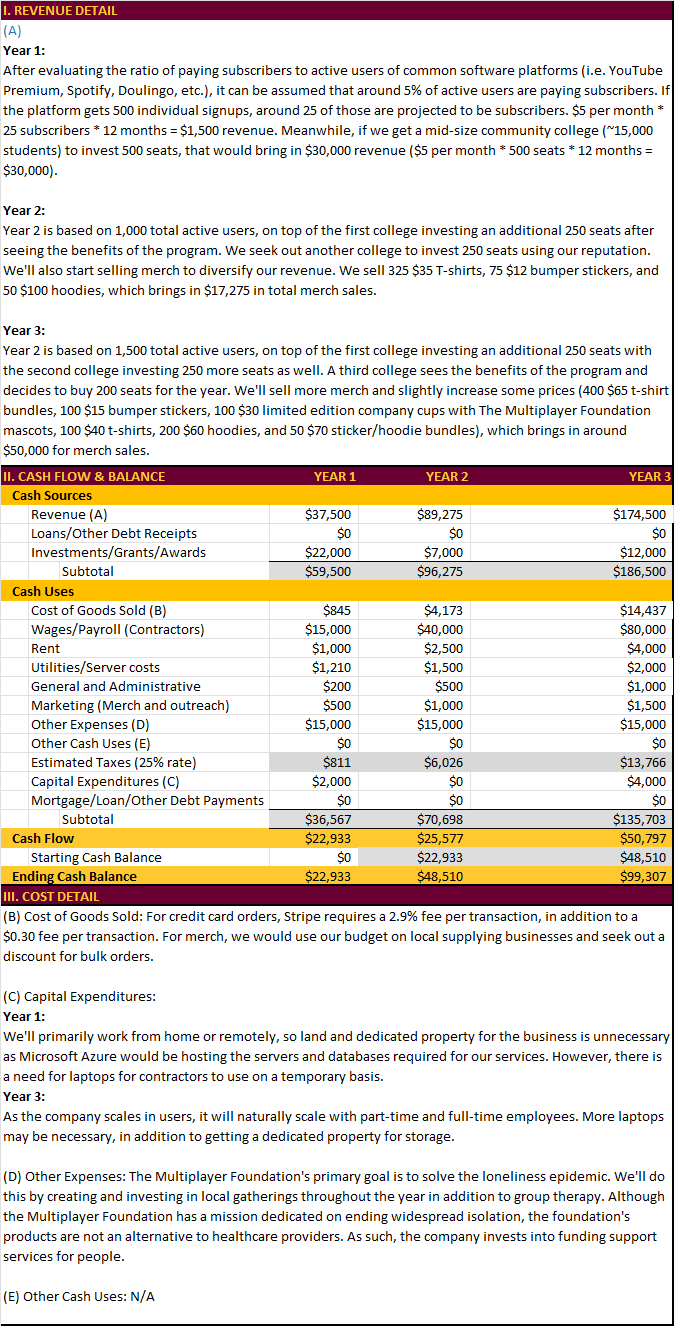 I. REVENUE DETAIL
(A)
Year 1:
After evaluating the ratio of paying subscribers to active users of common software platforms (i.e. YouTube
Premium, Spotify, Doulingo, etc.), it can be assumed that around 5% of active users are paying subscribers. If
the platform gets 500 individual signups, around 25 of those are projected to be subscribers. $5 per month *
25 subscribers * 12 months = $1,500 revenue. Meanwhile, if we get a mid-size community college (~15,000
students) to invest 500 seats, that would bring in $30,000 revenue ($5 per month * 500 seats * 12 months =
$30,000).
Year 2:
Year 2 is based on 1,000 total active users, on top of the first college investing an additional 250 seats after
seeing the benefits of the program. We seek out another college to invest 250 seats using our reputation.
We'll also start selling merch to diversify our revenue. We sell 325 $35 T-shirts, 75 $12 bumper stickers, and
50 $100 hoodies, which brings in $17,275 in total merch sales.
Year 3:
Year 2 is based on 1,500 total active users, on top of the first college investing an additional 250 seats with
the second college investing 250 more seats as well. A third college sees the benefits of the program and
decides to buy 200 seats for the year. We'll sell more merch and slightly increase some prices (400 $65 t-shirt
bundles, 100 $15 bumper stickers, 100 $30 limited edition company cups with The Multiplayer Foundation
mascots, 100 $40 t-shirts, 200 $60 hoodies, and 50 $70 sticker/hoodie bundles), which brings in around
$50,000 for merch sales.
II. CASH FLOW & BALANCE YEAR 1 YEAR 2 YEAR 3
Cash Sources
Revenue (A) $37,500 $89,275 $174,500
Loans/Other Debt Receipts $0 $0 $0
Investments/Grants/Awards $22,000 $7,000 $12,000
Subtotal $59,500 $96,275 $186,500
Cash Uses
Cost of Goods Sold (B) $845 $4,173 $14,437
Wages/Payroll (Contractors) $15,000 $40,000 $80,000
Rent $1,000 $2,500 $4,000
Utilities/Server costs $1,210 $1,500 $2,000
General and Administrative $200 $500 $1,000
Marketing (Merch and outreach) $500 $1,000 $1,500
Other Expenses (D) $15,000 $15,000 $15,000
Other Cash Uses (E) $0 $0 $0
Estimated Taxes (25% rate) $811 $6,026 $13,766
Capital Expenditures (C) $2,000 $0 $4,000
Mortgage/Loan/Other Debt Payments $0 $0 $0
Subtotal $36,567 $70,698 $135,703
Cash Flow $22,933 $25,577 $50,797
Starting Cash Balance $0 $22,933 $48,510
Ending Cash Balance $22,933 $48,510 $99,307
III. COST DETAIL
(B) Cost of Goods Sold: For credit card orders, Stripe requires a 2.9% fee per transaction, in addition to a
$0.30 fee per transaction. For merch, we would use our budget on local supplying businesses and seek out a
discount for bulk orders.
(C) Capital Expenditures:
Year 1:
We'll primarily work from home or remotely, so land and dedicated property for the business is unnecessary
as Microsoft Azure would be hosting the servers and databases required for our services. However, there is
a need for laptops for contractors to use on a temporary basis.
Year 3:
As the company scales in users, it will naturally scale with part-time and full-time employees. More laptops
may be necessary, in addition to getting a dedicated property for storage.
(D) Other Expenses: The Multiplayer Foundation's primary goal is to solve the loneliness epidemic. We'll do
this by creating and investing in local gatherings throughout the year in addition to group therapy. Although
the Multiplayer Foundation has a mission dedicated on ending widespread isolation, the foundation's
products are not an alternative to healthcare providers. As such, the company invests into funding support
services for people.
(E) Other Cash Uses: N/A